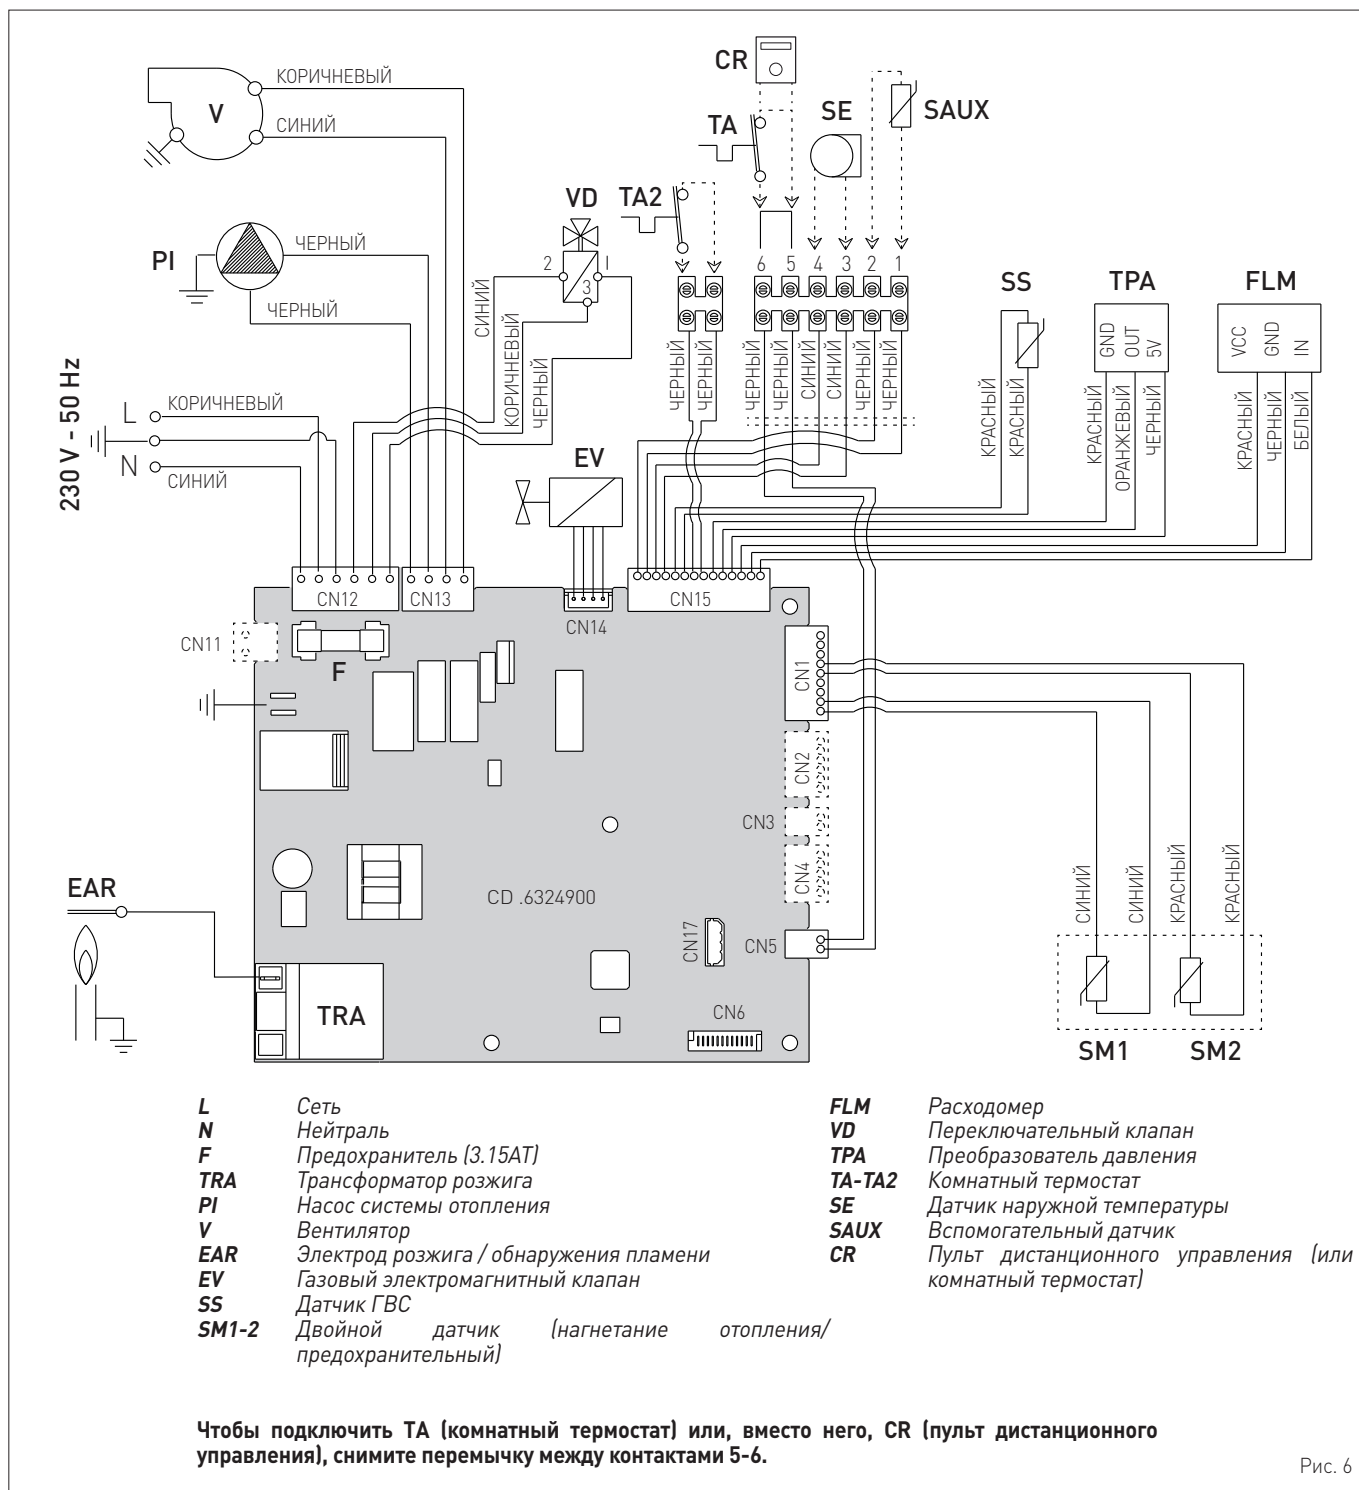 КОРИЧНЕВЫЙ
V
СИНИЙ
CR
TA
SE
SAUX
PI
ЧЕРНЫЙ
ЧЕРНЫЙ
VD
2
1
3
СИНИЙ
КОРИЧНЕВЫЙ
ЧЕРНЫЙ
TA2
6 5 4 3 2 1
ЧЕРНЫЙ
ЧЕРНЫЙ
ЧЕРНЫЙ
ЧЕРНЫЙ
СИНИЙ
СИНИЙ
ЧЕРНЫЙ
ЧЕРНЫЙ
SS
КРАСНЫЙ
КРАСНЫЙ
TPA
GND
OUT
5V
КРАСНЫЙ
ОРАНЖЕВЫЙ
ЧЕРНЫЙ
FLM
VCC
GND
IN
КРАСНЫЙ
ЧЕРНЫЙ
БЕЛЫЙ
230 V - 50 Hz
L
КОРИЧНЕВЫЙ
N
СИНИЙ
EV
CN12
CN13
CN14
CN15
CN11
F
CN1
CN2
CN3
CN4
CD .6324900
CN17
CN5
CN6
EAR
TRA
СИНИЙ
СИНИЙ
КРАСНЫЙ
КРАСНЫЙ
SM1
SM2
L Сеть
N Нейтраль
F Предохранитель (3.15AT)
TRA Трансформатор розжига
PI Насос системы отопления
V Вентилятор
EAR Электрод розжига / обнаружения пламени
EV Газовый электромагнитный клапан
SS Датчик ГВС
SM1-2 Двойной датчик (нагнетание отопления/
предохранительный)
FLM Расходомер
VD Переключательный клапан
TPA Преобразователь давления
TA-TA2 Комнатный термостат
SE Датчик наружной температуры
SAUX Вспомогательный датчик
CR Пульт дистанционного управления (или
комнатный термостат)
Чтобы подключить ТА (комнатный термостат) или, вместо него, CR (пульт дистанционного
управления), снимите перемычку между контактами 5-6.
Рис. 6